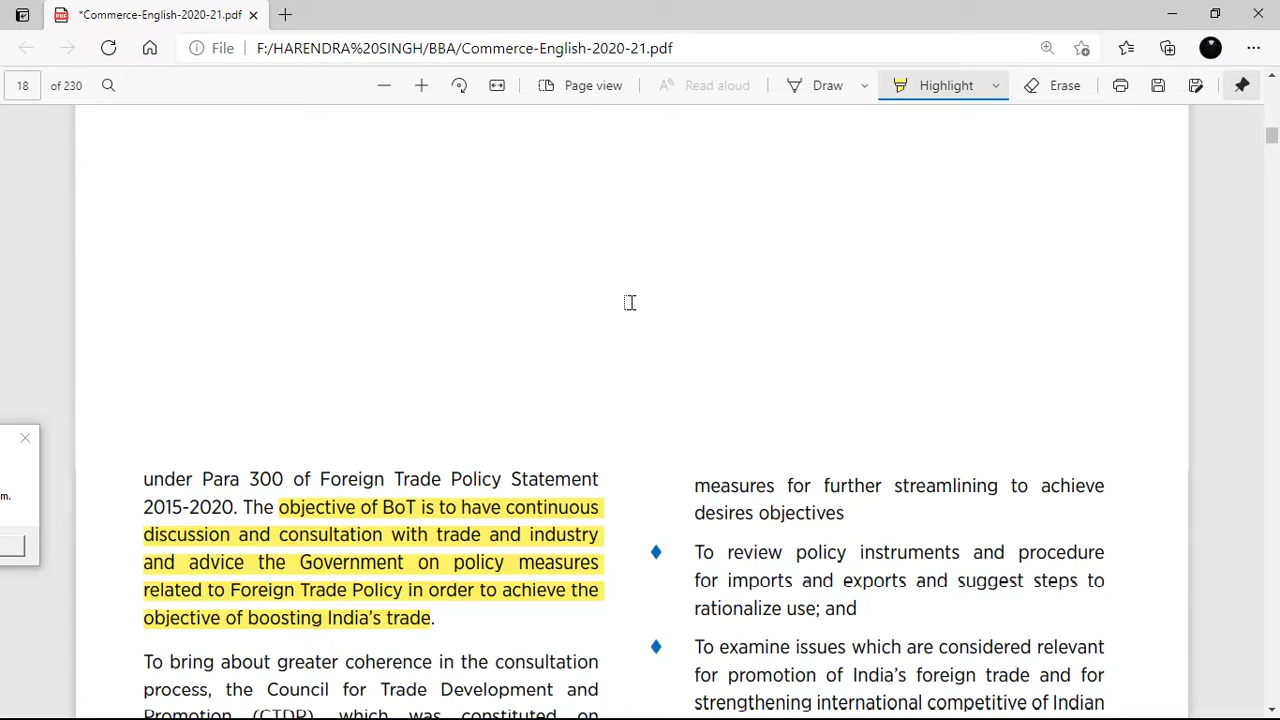 *Commerce-English-2020-21.pdf
File
F:/HARENDRA%20SINGH/BBA/Commerce-English-2020-21.pdf
18 of 230
Page view
Read aloud
Draw
Highlight
Erase
under Para 300 of Foreign Trade Policy Statement
2015-2020. The objective of BoT is to have continuous
discussion and consultation with trade and industry
and advice the Government on policy measures
related to Foreign Trade Policy in order to achieve the
objective of boosting India’s trade.
To bring about greater coherence in the consultation
process, the Council for Trade Development and
Promotion (CTDP), which was constituted on
measures for further streamlining to achieve
desires objectives
To review policy instruments and procedure
for imports and exports and suggest steps to
rationalize use; and
To examine issues which are considered relevant
for promotion of India’s foreign trade and for
strengthening international competitive of Indian
m.